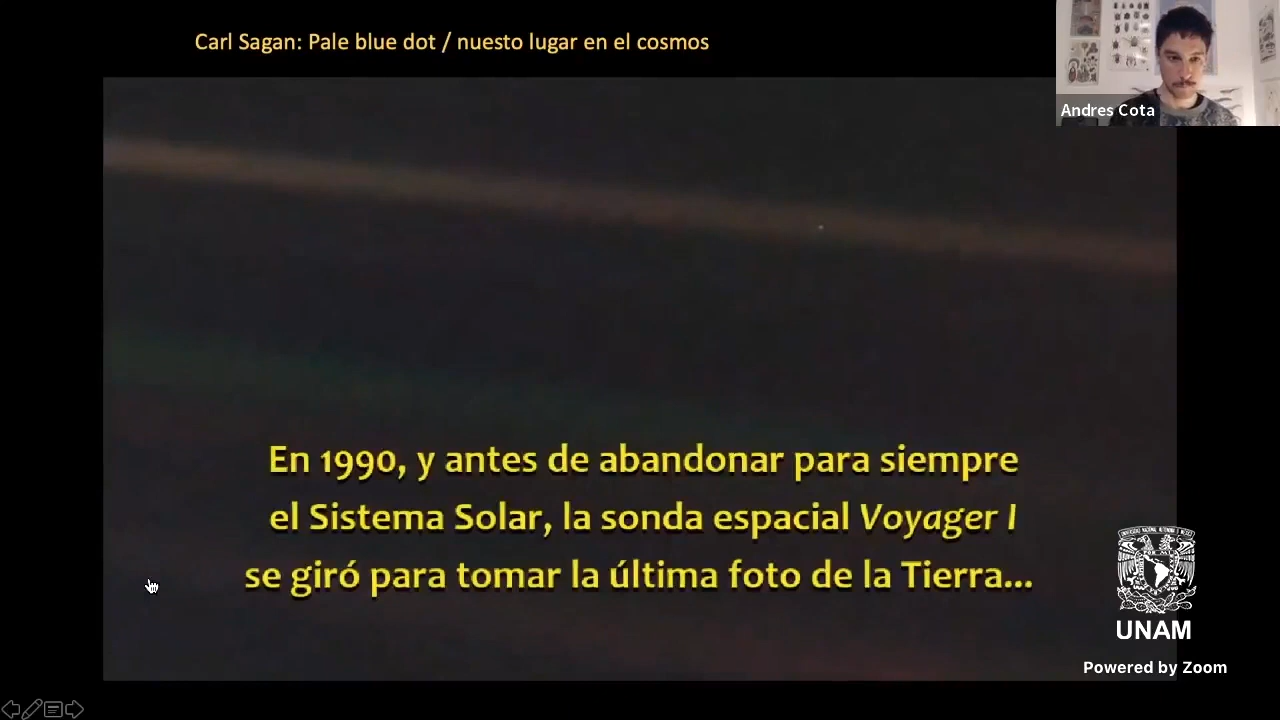 Carl Sagan: Pale blue dot / nuesto lugar en el cosmos
Andres Cota
En 1990, y antes de abandonar para siempre
el Sistema Solar, la sonda espacial Voyager I
se giró para tomar la última foto de la Tierra...
UNAM
Powered by Zoom